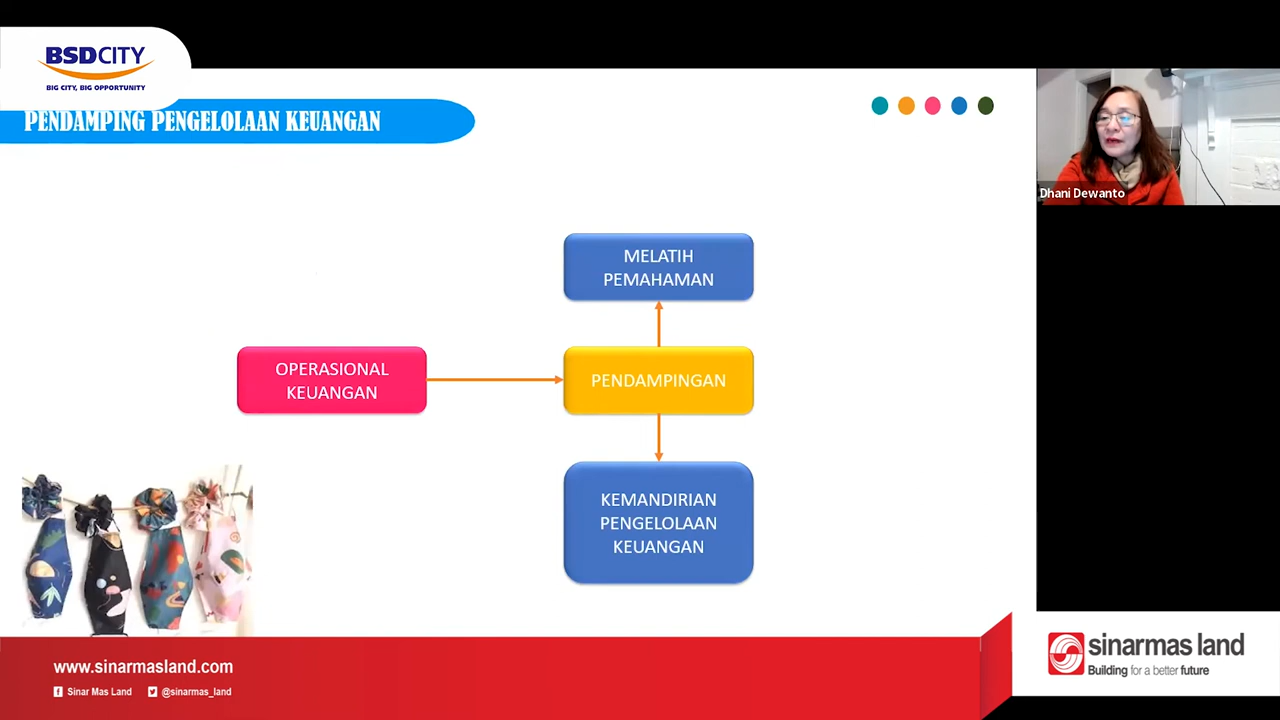 BSDCITY
BIG CITY, BIG OPPORTUNITY
PENDAMPING PENGELOLAAN KEUANGAN
Dhani Dewanto
MELATIH
PEMAHAMAN
OPERASIONAL
KEUANGAN
PENDAMPINGAN
KEMANDIRIAN
PENGELOLAAN
KEUANGAN
www.sinarmasland.com
Sinar Mas Land
@sinarmas_land
sinarmas land
Building for a better future